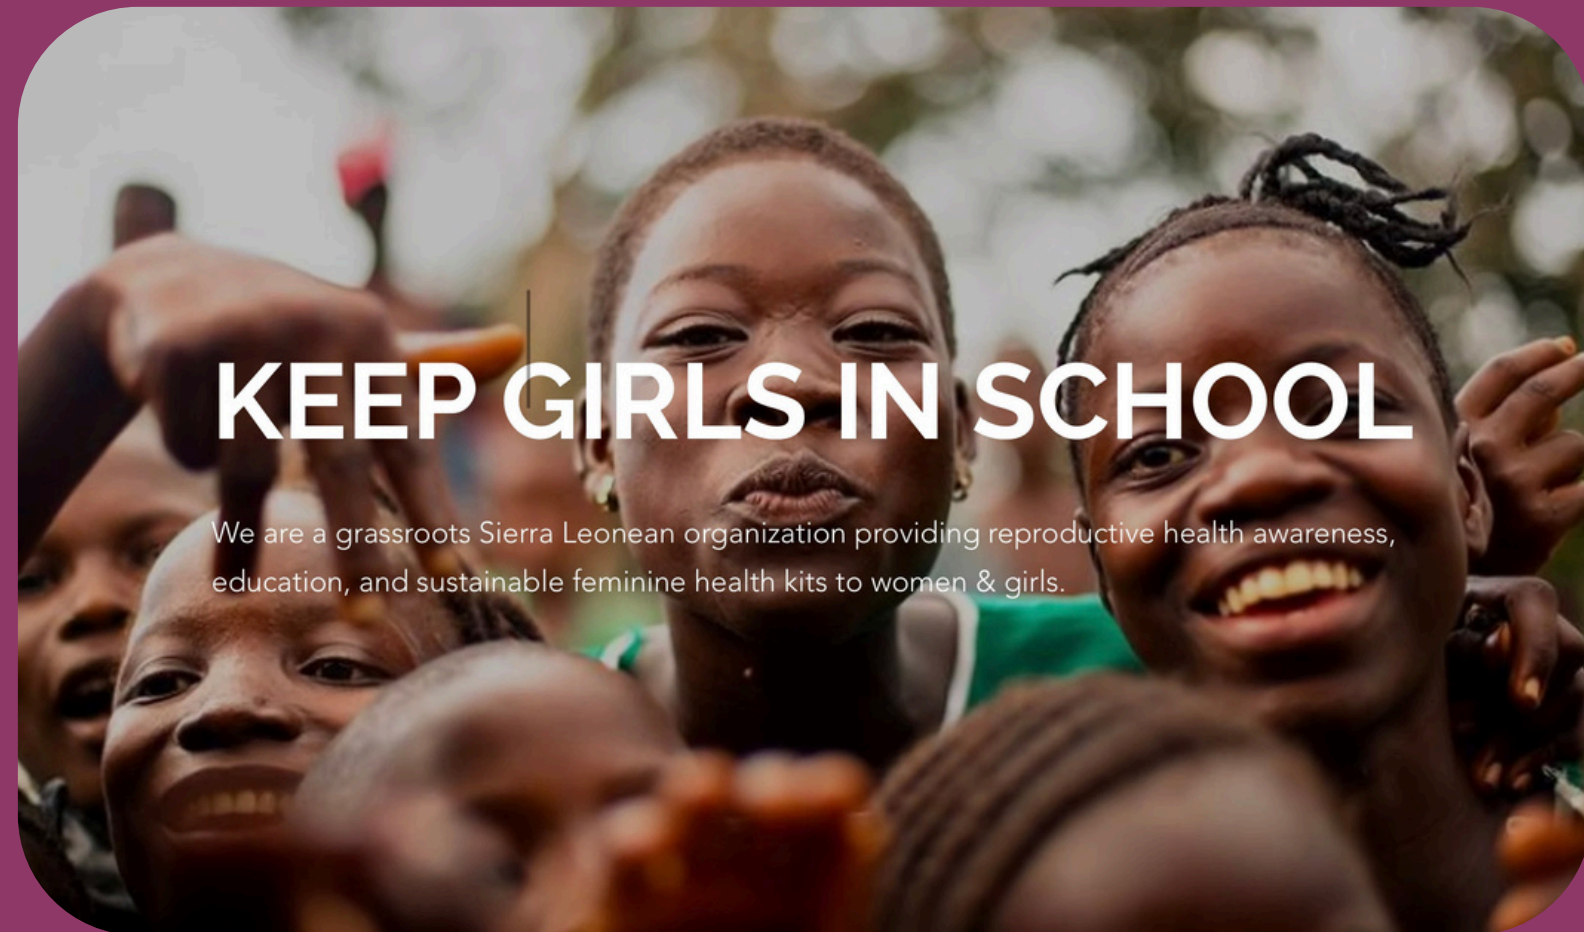 KEEP GIRLS IN SCHOOL
We are a grassroots Sierra Leonean organization providing reproductive health awareness,
education, and sustainable feminine health kits to women & girls.